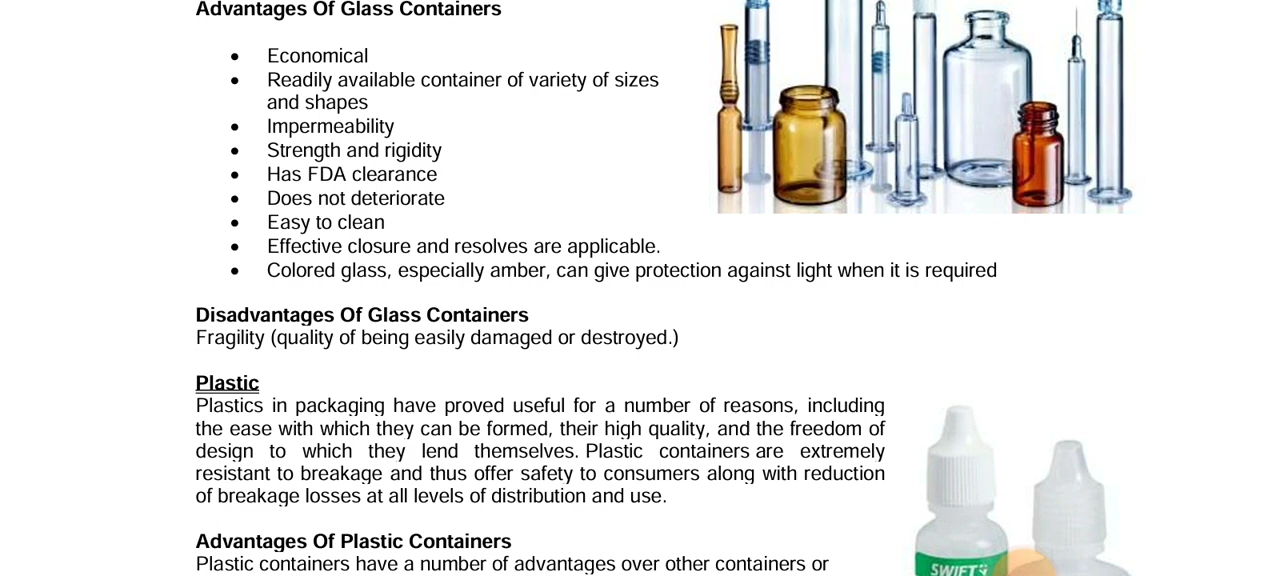 Advantages Of Glass Containers
• Economical
• Readily available container of variety of sizes
and shapes
• Impermeability
• Strength and rigidity
• Has FDA clearance
• Does not deteriorate
• Easy to clean
• Effective closure and resolves are applicable.
• Colored glass, especially amber, can give protection against light when it is required
Disadvantages Of Glass Containers
Fragility (quality of being easily damaged or destroyed.)
Plastic
Plastics in packaging have proved useful for a number of reasons, including
the ease with which they can be formed, their high quality, and the freedom of
design to which they lend themselves. Plastic containers are extremely
resistant to breakage and thus offer safety to consumers along with reduction
of breakage losses at all levels of distribution and use.
Advantages Of Plastic Containers
Plastic containers have a number of advantages over other containers or
SWIFT